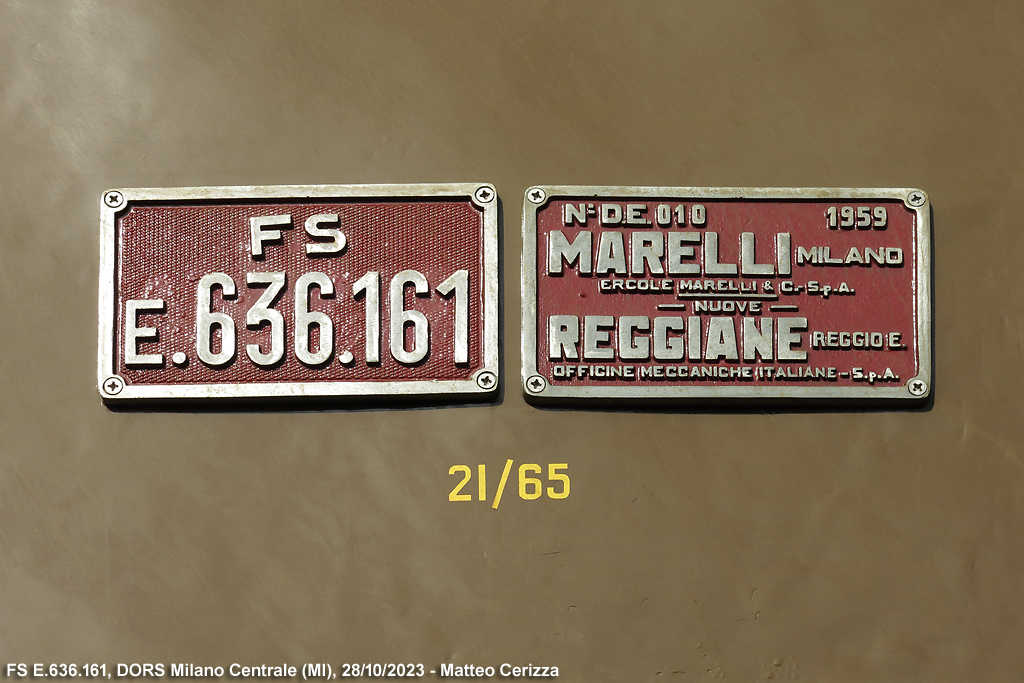 FS
E.636.161
Nº D.E. 010 1959
MARELLI MILANO
ERCOLE MARELLI & C.-S.p.A.
— NUOVE —
REGGIANE REGGIO E.
OFFICINE MECCANICHE ITALIANE-S.p.A.
21/65
FS E.636.161, DORS Milano Centrale (MI), 28/10/2023 - Matteo Cerizza